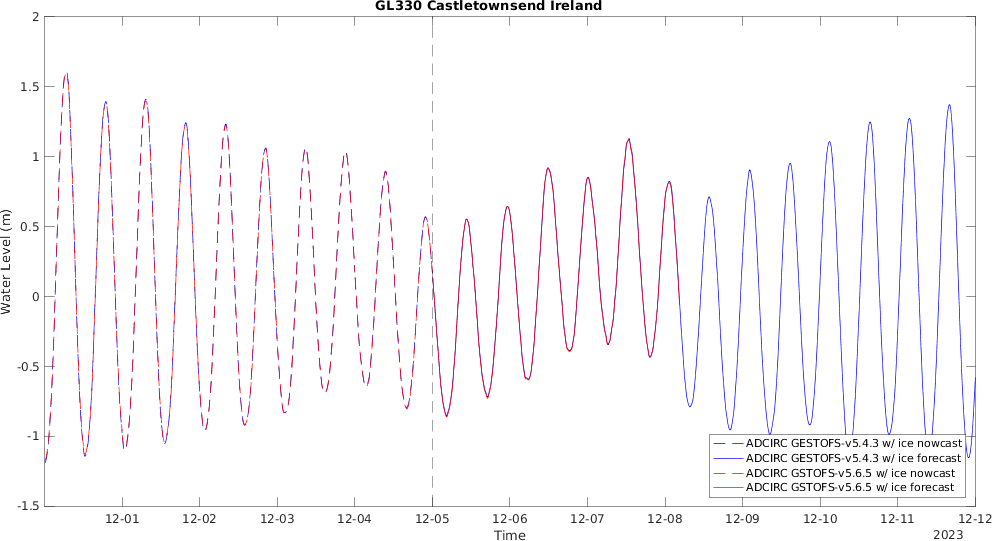 GL330 Castletownsend Ireland
2
1.5
1
0.5
0
-0.5
-1
-1.5
Water Level (m)
ADCIRC GESTOFS-v5.4.3 w/ ice nowcast
ADCIRC GESTOFS-v5.4.3 w/ ice forecast
ADCIRC GSTOFS-v5.6.5 w/ ice nowcast
ADCIRC GSTOFS-v5.6.5 w/ ice forecast
12-01 12-02 12-03 12-04 12-05 12-06 12-07 12-08 12-09 12-10 12-11 12-12
Time
2023